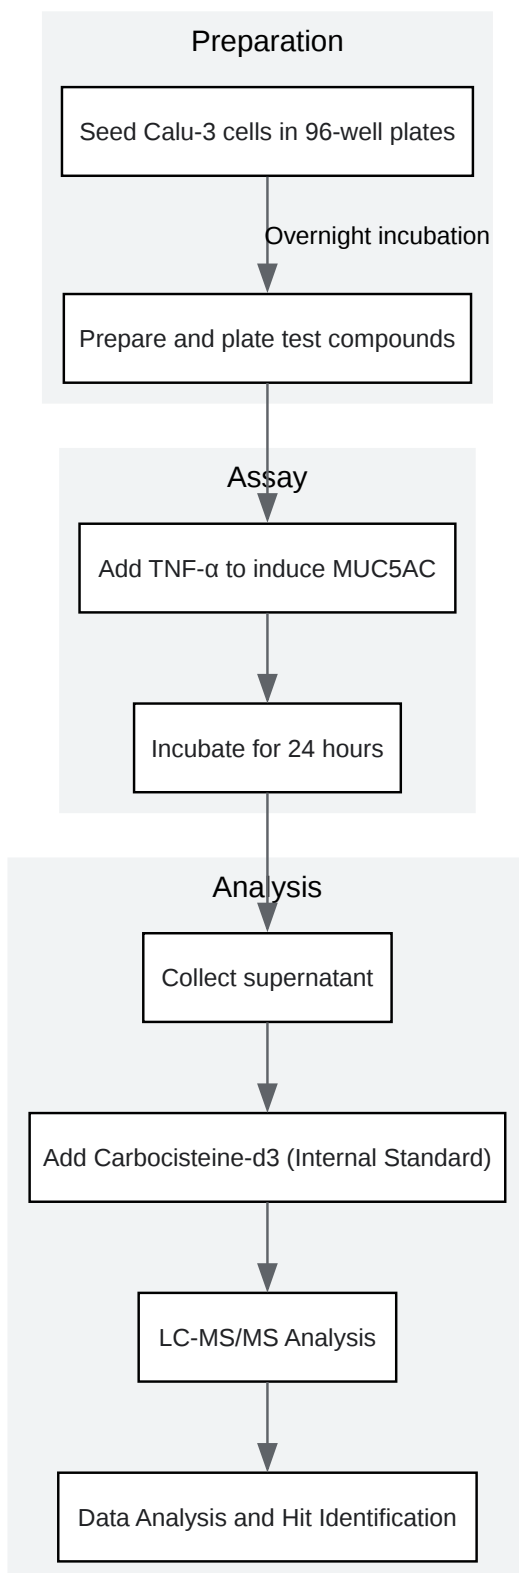 Preparation
Seed Calu-3 cells in 96-well plates
Overnight incubation
Prepare and plate test compounds
Assay
Add TNF-α to induce MUC5AC
Incubate for 24 hours
Analysis
Collect supernatant
Add Carbocisteine-d3 (Internal Standard)
LC-MS/MS Analysis
Data Analysis and Hit Identification